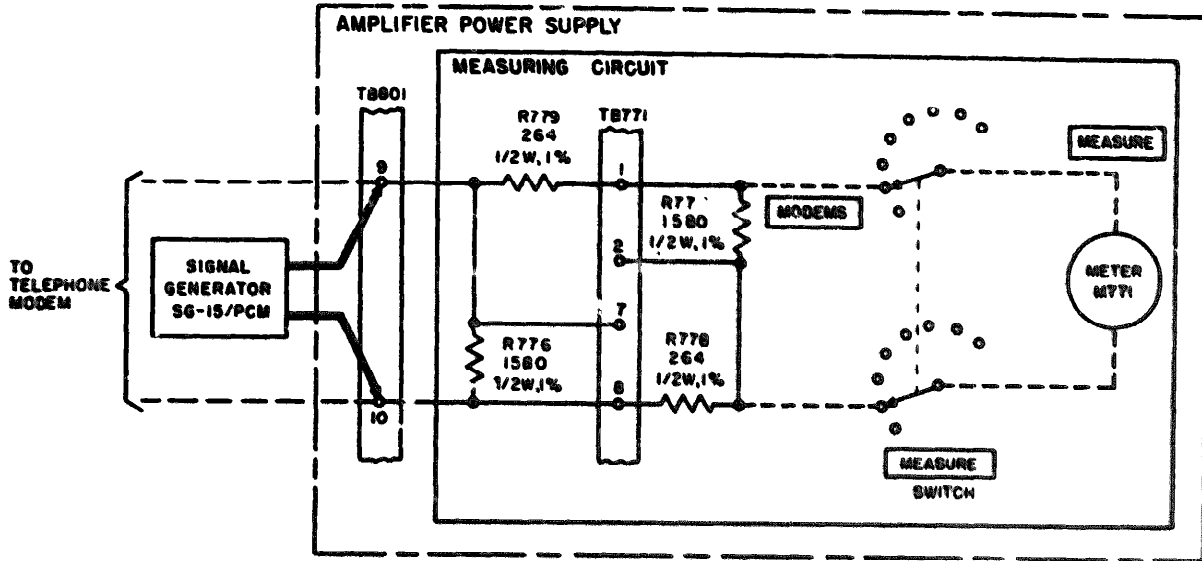 AMPLIFIER POWER SUPPLY
MEASURING CIRCUIT
TB801
R779
264
1/2W, 1%
TB771
MEASURE
9
1
R77
1580
1/2W, 1%
MODEMS
2
TO
TELEPHONE
MODEM
SIGNAL
GENERATOR
SG-15/PCM
METER
M771
7
R776
1580
1/2W, 1%
R778
264
1/2W, 1%
8
10
MEASURE
SWITCH